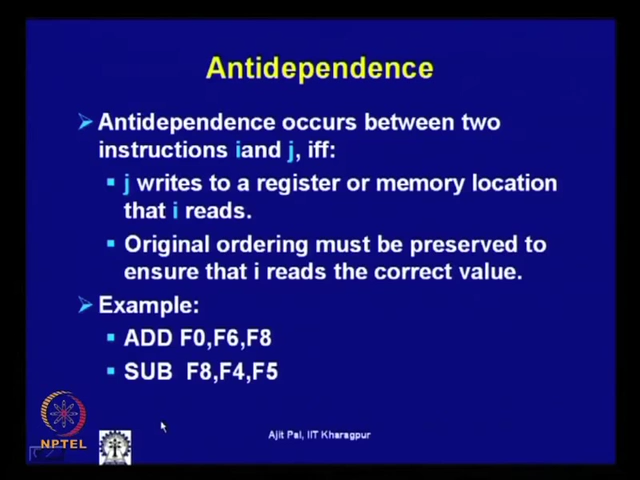 Antidependence
Antidependence occurs between two
instructions iand j, iff:
j writes to a register or memory location
that i reads.
Original ordering must be preserved to
ensure that i reads the correct value.
Example:
ADD F0,F6,F8
SUB F8,F4,F5
NPTEL
Ajit Pal, IIT Kharagpur